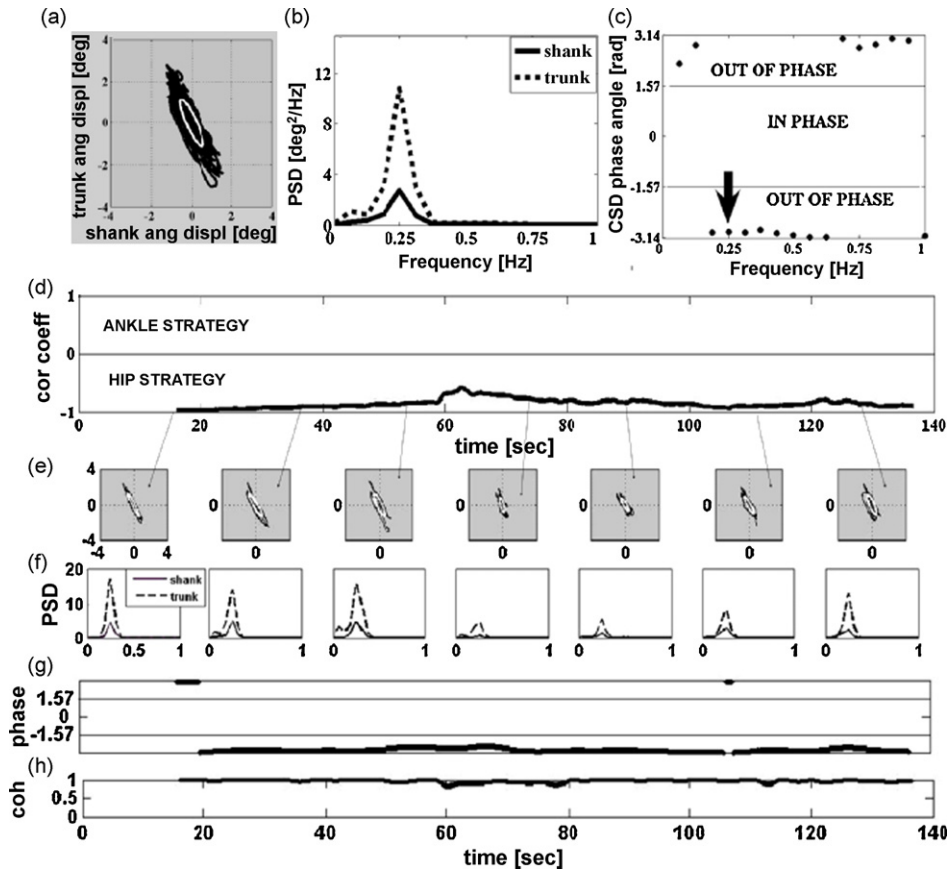 (a)
trunk ang displ [deg]
4
2
0
-2
-4
-4 -2 0 2 4
shank ang displ [deg]
(b)
PSD [deg²/Hz]
12
8
4
0
shank
trunk
0 0.25 0.5 0.75 1
Frequency [Hz]
(c)
CSD phase angle [rad]
3.14
1.57
0
-1.57
-3.14
OUT OF PHASE
IN PHASE
OUT OF PHASE
0 0.25 0.5 0.75 1
Frequency [Hz]
(d)
cor coeff
1
0
-1
ANKLE STRATEGY
HIP STRATEGY
0 20 40 60 80 100 120 140
time [sec]
(e)
4
0
-4
-4 0 4
0
0
0
0
0
0
0
0
0
0
0
0
(f)
PSD
20
10
0
shank
trunk
0 0.5 1
0 1
0 1
0 1
0 1
0 1
0 1
(g)
phase
1.57
0
-1.57
(h)
coh
1
0.5
0
0 20 40 60 80 100 120 140
time [sec]